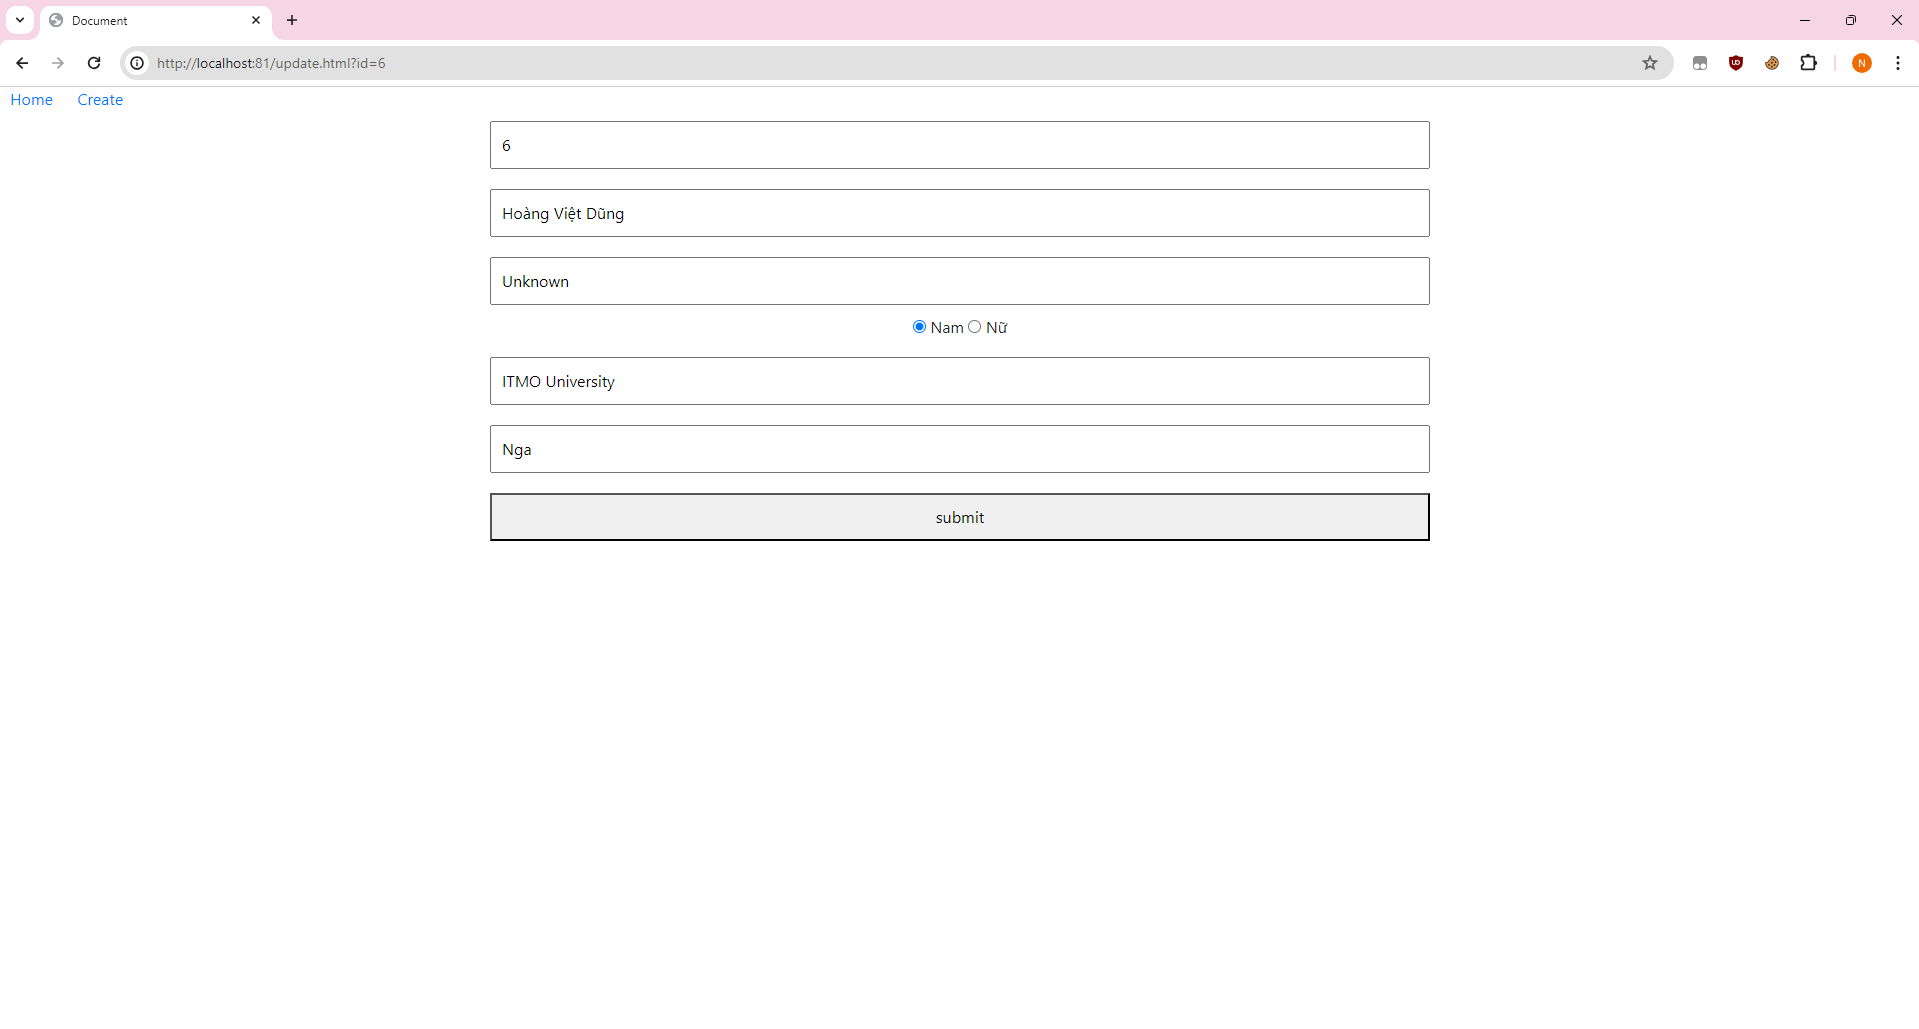 Document
http://localhost:81/update.html?id=6
N
Home Create
6
Hoàng Việt Dũng
Unknown
Nam Nữ
ITMO University
Nga
submit